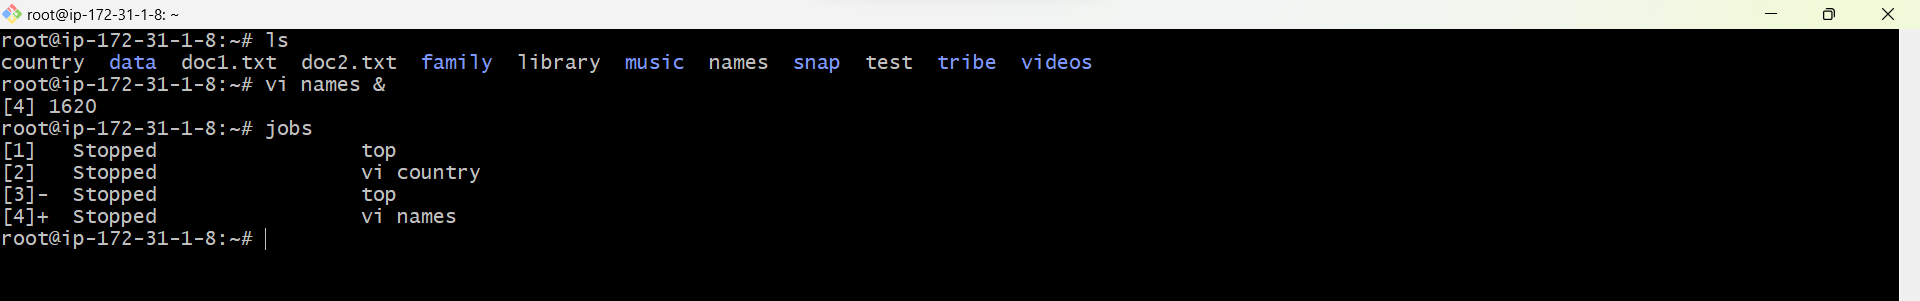 root@ip-172-31-1-8: ~
root@ip-172-31-1-8:~# ls
country  data  doc1.txt  doc2.txt  family  library  music  names  snap  test  tribe  videos
root@ip-172-31-1-8:~# vi names &
[4] 1620
root@ip-172-31-1-8:~# jobs
[1]   Stopped                 top
[2]   Stopped                 vi country
[3]-  Stopped                 top
[4]+  Stopped                 vi names
root@ip-172-31-1-8:~#